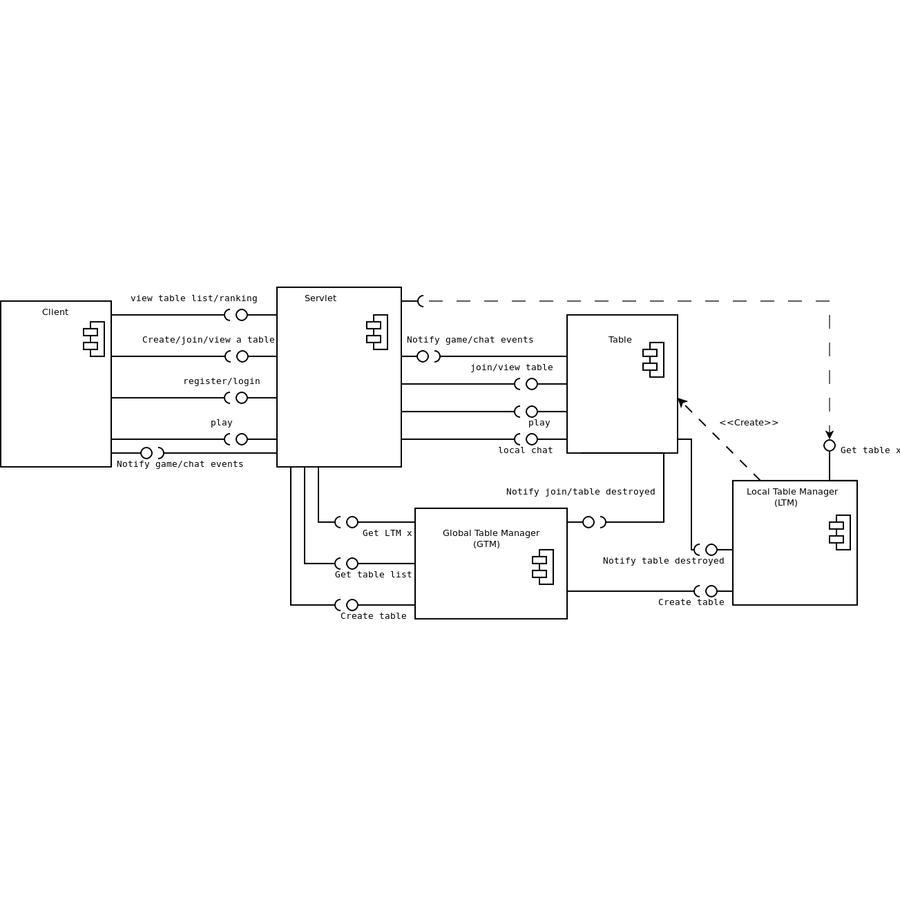 view table list/ranking
Servlet
Client
Create/join/view a table
Notify game/chat events
Table
join/view table
register/login
play
play
<<Create>>
local chat
Get table x
Notify game/chat events
Notify join/table destroyed
Local Table Manager
(LTM)
Get LTM x
Global Table Manager
(GTM)
Notify table destroyed
Get table list
Create table
Create table